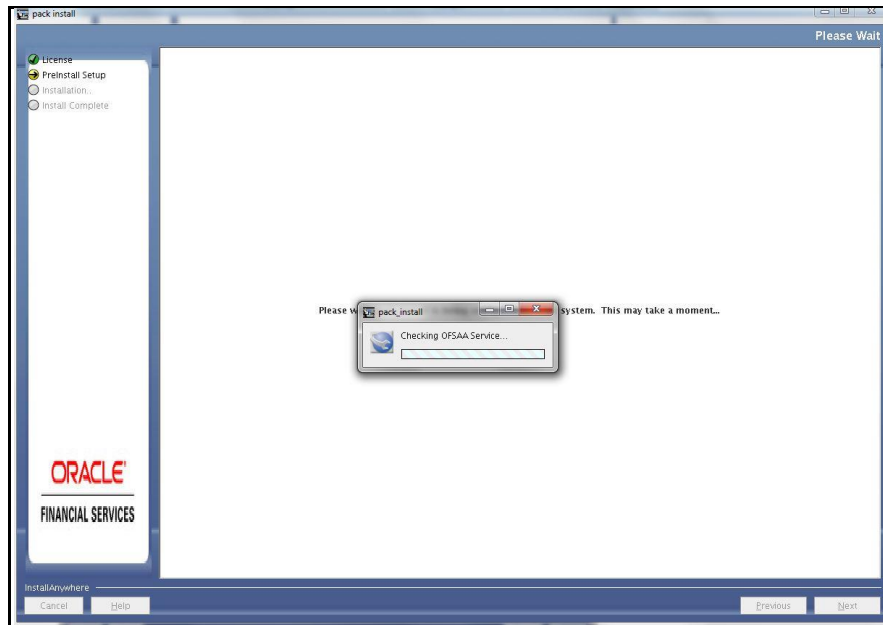 pack install
Please Wait
License
PreInstall Setup
Installation..
Install Complete
Please w system. This may take a moment...
pack_install
Checking OFSAA Service...
ORACLE'
FINANCIAL SERVICES
InstallAnywhere
Cancel Help Previous Next